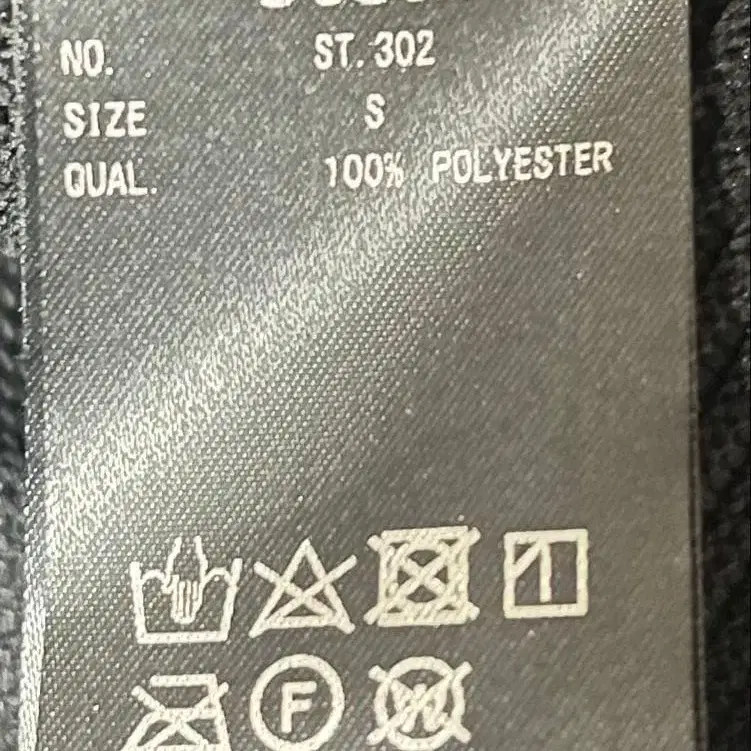 NO. ST.302
SIZE S
QUAL. 100% POLYESTER
F
W